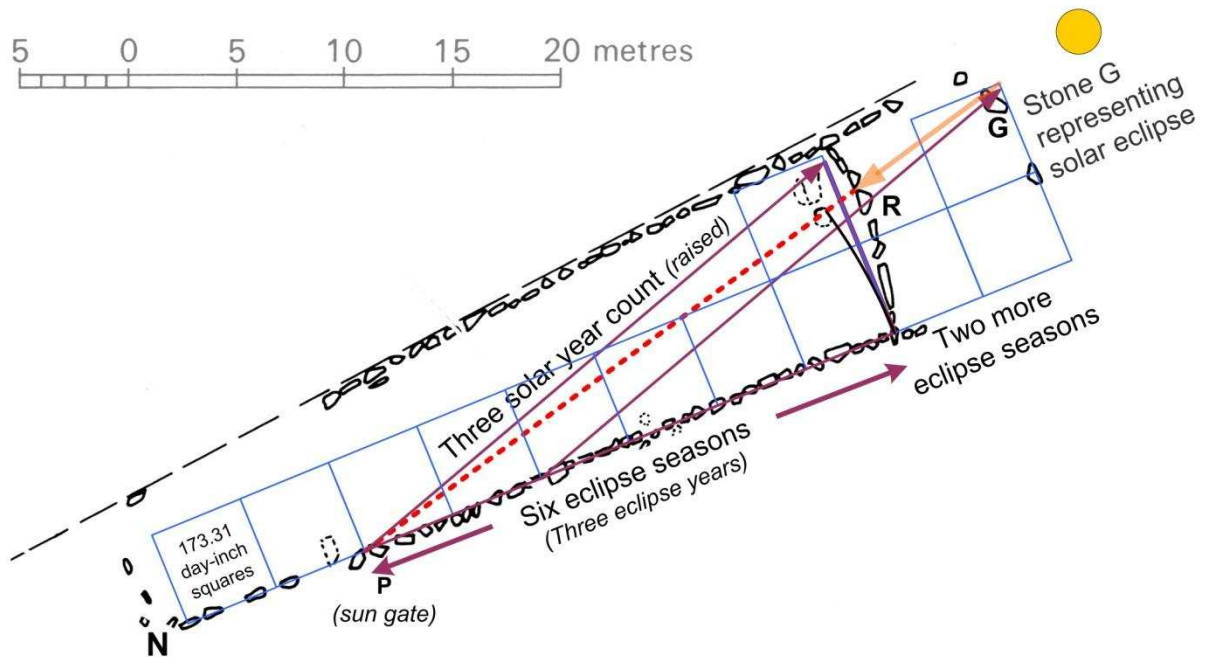 5 0 5 10 15 20 metres
Stone G
representing
solar eclipse
G
R
Three solar year count (raised)
Two more
eclipse seasons
Six eclipse seasons
(Three eclipse years)
173.31
day-inch
squares
P
(sun gate)
N